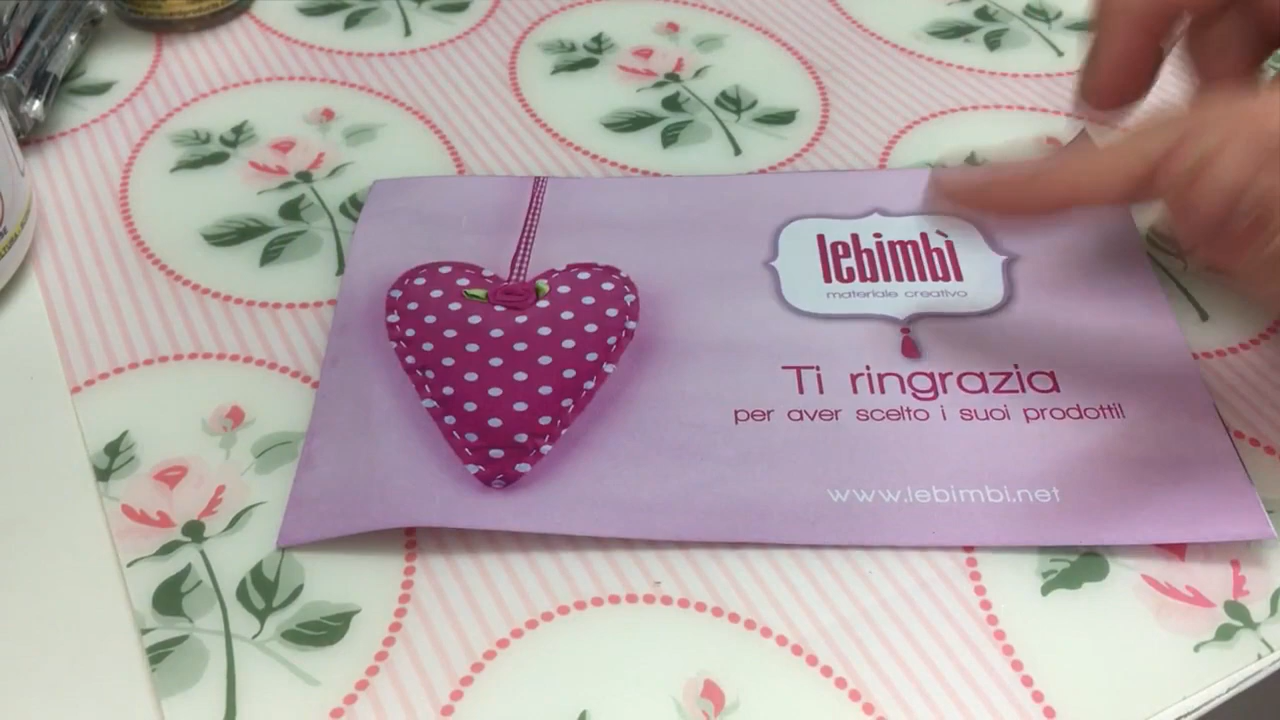 lebimbì
materiale creativo
Ti ringrazia
per aver scelto i suoi prodotti!
www.lebimbi.net